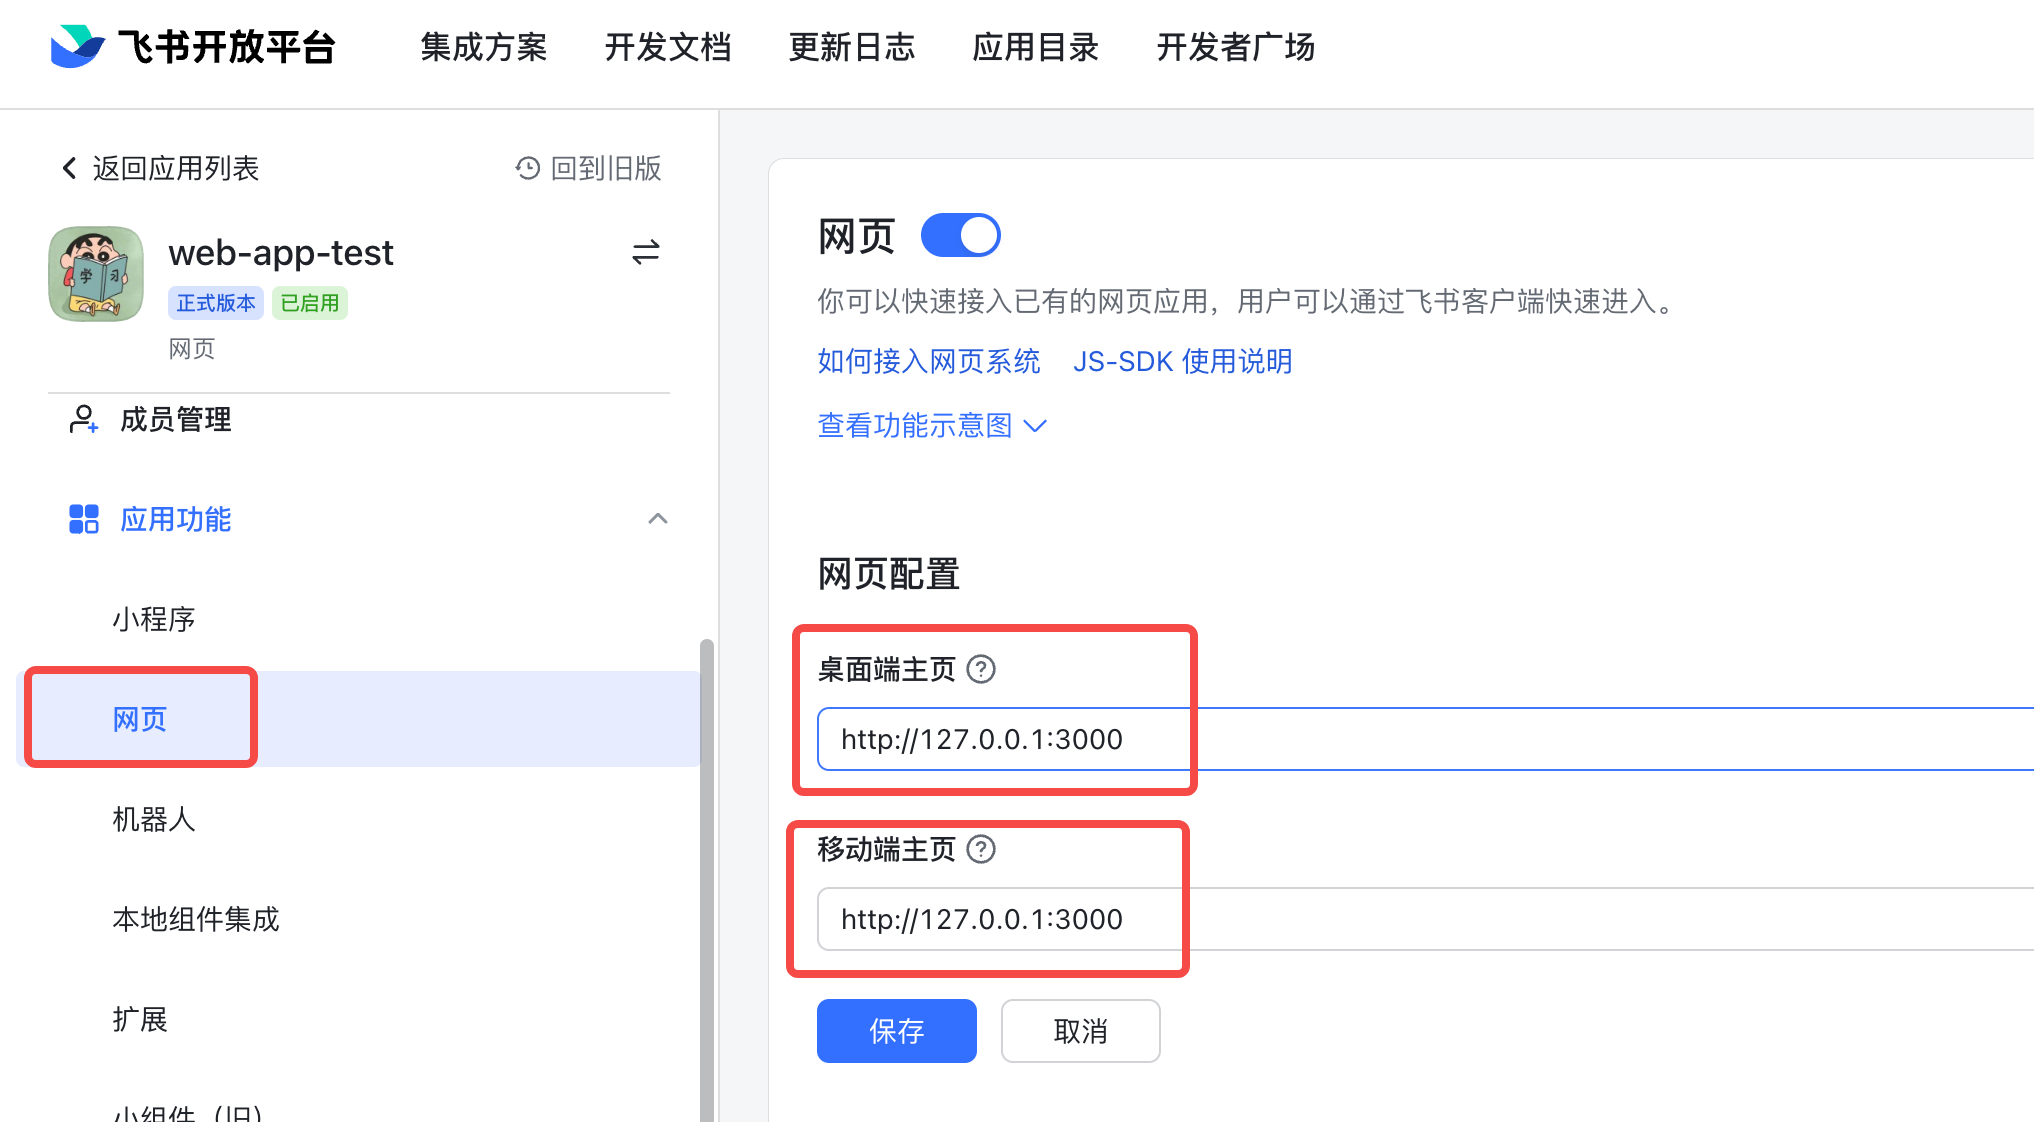 飞书开放平台 集成方案 开发文档 更新日志 应用目录 开发者广场
返回应用列表 回到旧版
学习
web-app-test
正式版本 已启用
网页
成员管理
应用功能
小程序
网页
机器人
本地组件集成
扩展
小组件（旧）
网页
你可以快速接入已有的网页应用，用户可以通过飞书客户端快速进入。
如何接入网页系统 JS-SDK 使用说明
查看功能示意图
网页配置
桌面端主页
http://127.0.0.1:3000
移动端主页
http://127.0.0.1:3000
保存 取消